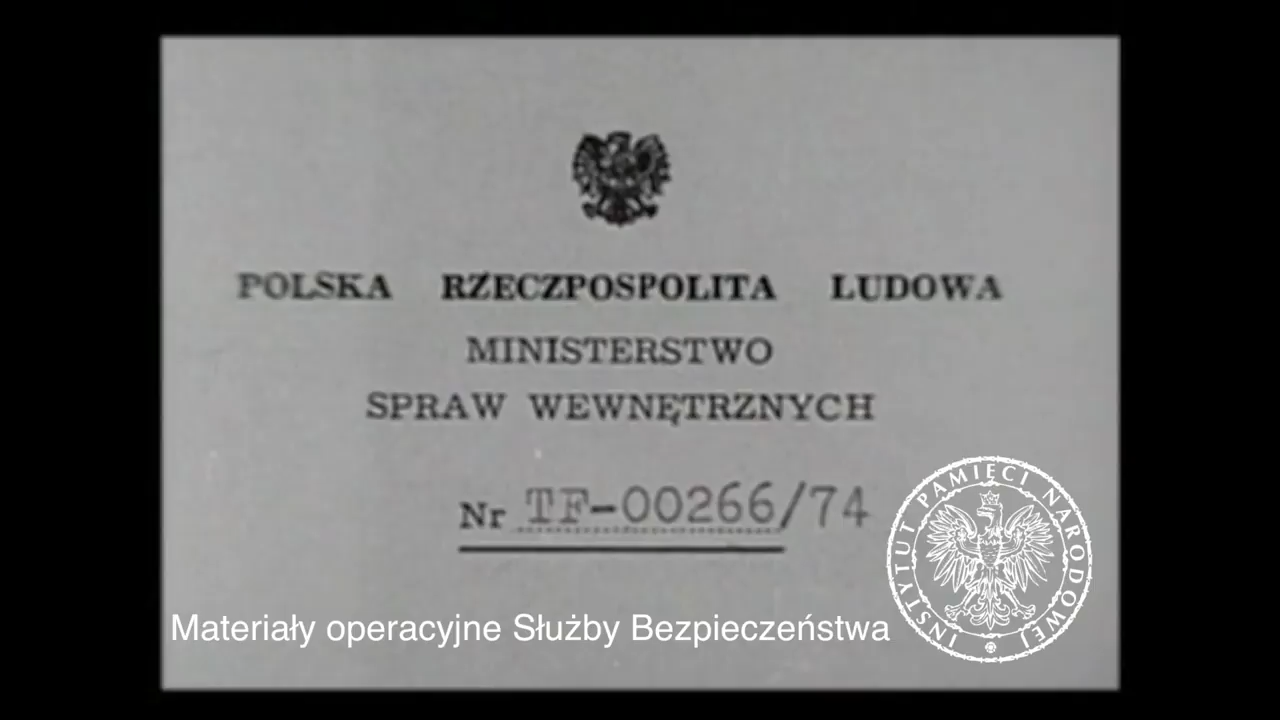 POLSKA RZECZPOSPOLITA LUDOWA
MINISTERSTWO
SPRAW WEWNĘTRZNYCH
Nr TF-00266/74
INSTYTUT PAMIĘCI NARODOWEJ
Materiały operacyjne Służby Bezpieczeństwa